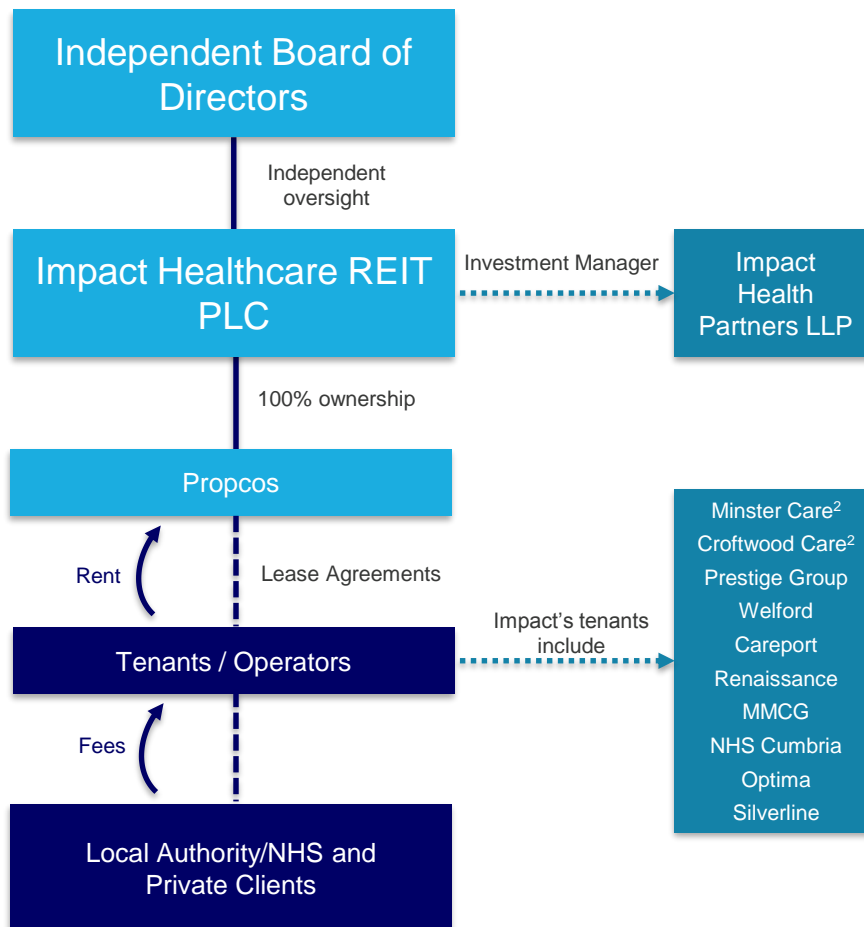 Independent Board of
Directors
Independent
oversight
Impact Healthcare REIT
PLC
Investment Manager
Impact
Health
Partners LLP
100% ownership
Propcos
Rent
Lease Agreements
Tenants / Operators
Impact's tenants
include
Minster Care²
Croftwood Care²
Prestige Group
Welford
Careport
Renaissance
MMCG
NHS Cumbria
Optima
Silverline
Fees
Local Authority/NHS and
Private Clients